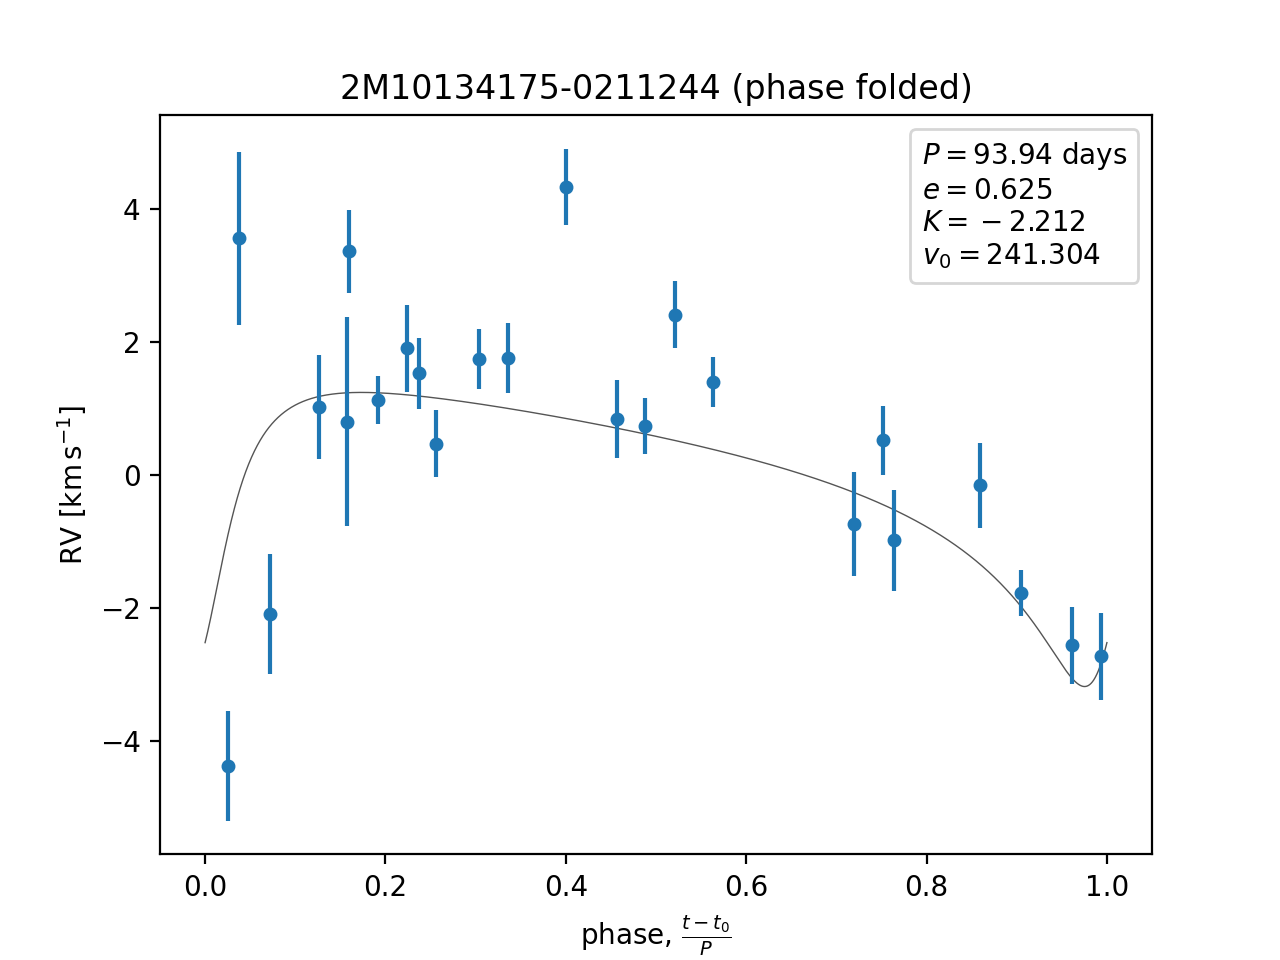 2M10134175-0211244 (phase folded)
P = 93.94 days
e = 0.625
K = −2.212
v₀ = 241.304
RV [km s⁻¹]
4
2
0
−2
−4
0.0 0.2 0.4 0.6 0.8 1.0
phase, (t − t₀)/P